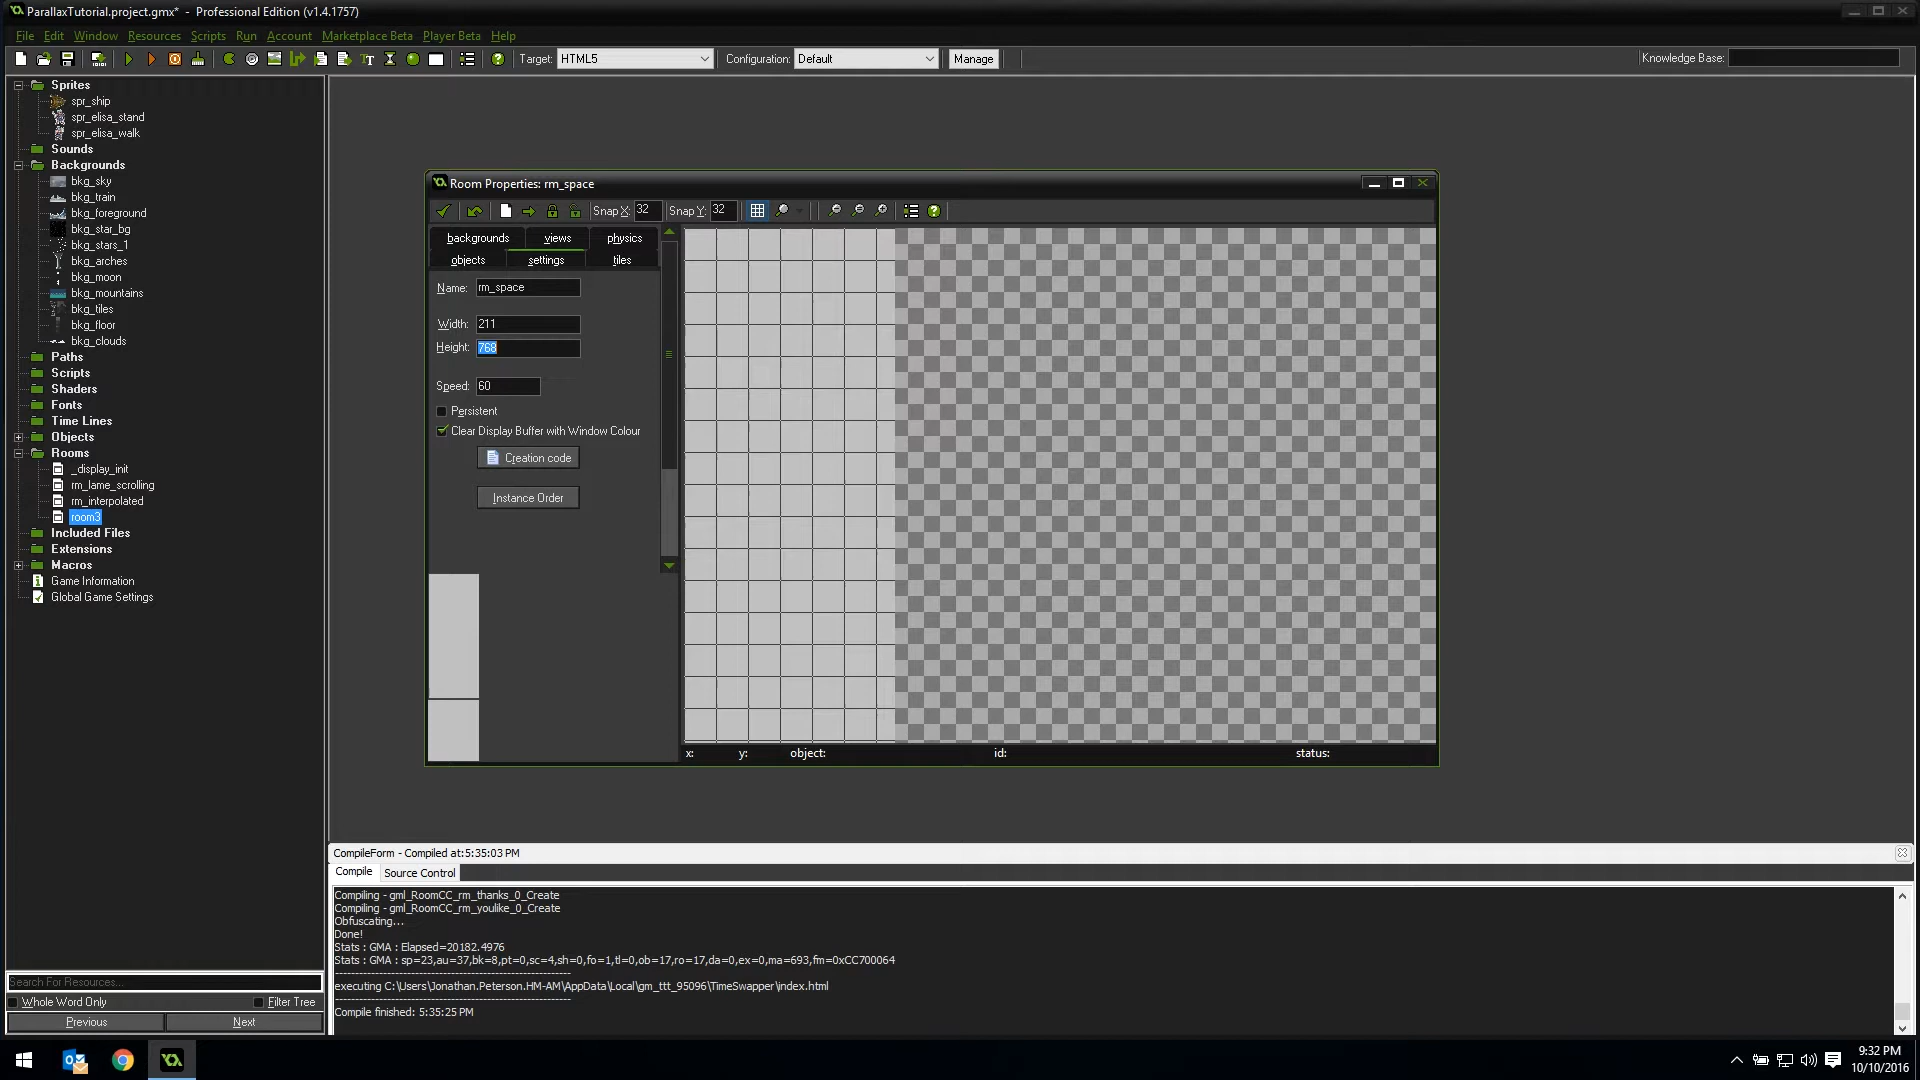 ParallaxTutorial.project.gmx* - Professional Edition (v1.4.1757)
File Edit Window Resources Scripts Run Account Marketplace Beta Player Beta Help
Target: HTML5 Configuration: Default Manage Knowledge Base:
Sprites
spr_ship
spr_elisa_stand
spr_elisa_walk
Sounds
Backgrounds
bkg_sky
bkg_train
bkg_foreground
bkg_star_bg
bkg_stars_1
bkg_arches
bkg_moon
bkg_mountains
bkg_tiles
bkg_floor
bkg_clouds
Paths
Scripts
Shaders
Fonts
Time Lines
Objects
Rooms
_display_init
rm_lame_scrolling
rm_interpolated
room3
Included Files
Extensions
Macros
Game Information
Global Game Settings
Search For Resources...
Whole Word Only Filter Tree
Previous Next
Room Properties: rm_space
Snap X: 32 Snap Y: 32
backgrounds views physics
objects settings tiles
Name: rm_space
Width: 211
Height: 768
Speed: 60
Persistent
Clear Display Buffer with Window Colour
Creation code
Instance Order
x: y: object: id: status:
CompileForm - Compiled at:5:35:03 PM
Compile Source Control
Compiling - gml_RoomCC_rm_thanks_0_Create
Compiling - gml_RoomCC_rm_youlike_0_Create
Obfuscating...
Done!
Stats : GMA : Elapsed=20182.4976
Stats : GMA : sp=23,au=37,bk=8,pt=0,sc=4,sh=0,fo=1,tl=0,ob=17,ro=17,da=0,ex=0,ma=693,fm=0xCC700064
executing C:\Users\Jonathan.Peterson.HM-AM\AppData\Local\gm_ttt_95096\TimeSwapper\index.html
Compile finished: 5:35:25 PM
9:32 PM
10/10/2016